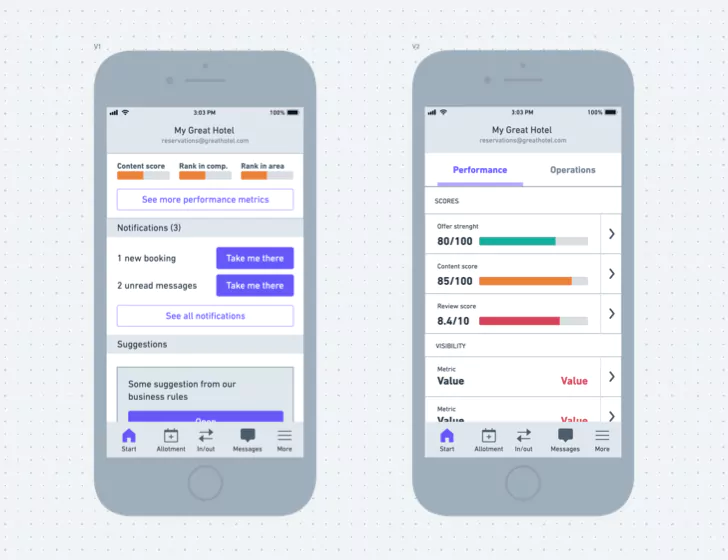 V1
3:03 PM
100%
My Great Hotel
reservations@greathotel.com
Content score
Rank in comp.
Rank in area
See more performance metrics
Notifications (3)
1 new booking
Take me there
2 unread messages
Take me there
See all notifications
Suggestions
Some suggestion from our
business rules
Open
Start
Allotment
In/out
Messages
More
V2
3:03 PM
100%
My Great Hotel
reservations@greathotel.com
Performance
Operations
SCORES
Offer strenght
80/100
Content score
85/100
Review score
8.4/10
VISIBILITY
Metric
Value
Value
Metric
Value
Value
Start
Allotment
In/out
Messages
More